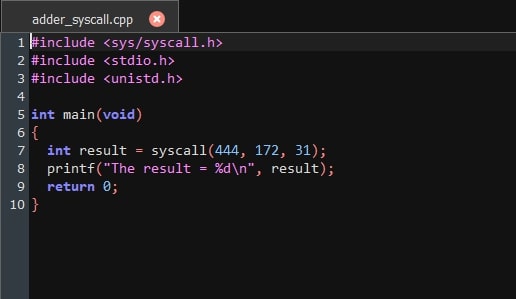 adder_syscall.cpp
1 #include <sys/syscall.h>
2 #include <stdio.h>
3 #include <unistd.h>
4
5 int main(void)
6 {
7   int result = syscall(444, 172, 31);
8   printf("The result = %d\n", result);
9   return 0;
10 }